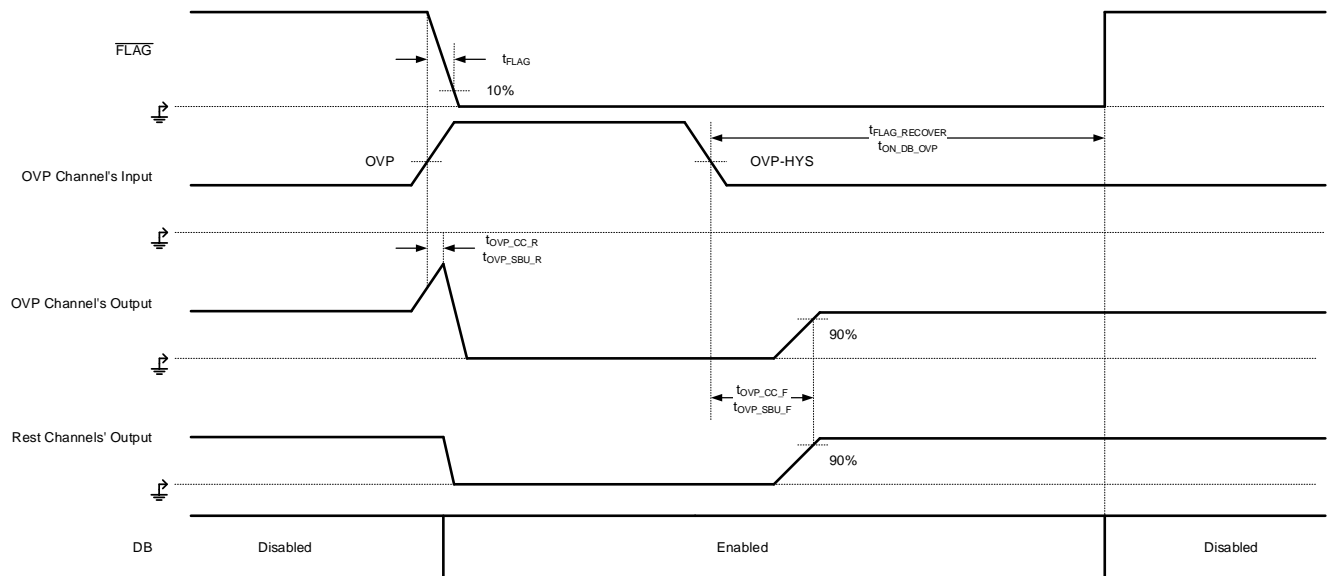 FLAG
tFLAG
10%
tFLAG_RECOVER
tON_DB_OVP
OVP
OVP-HYS
OVP Channel's Input
tOVP_CC_R
tOVP_SBU_R
OVP Channel's Output
90%
tOVP_CC_F
tOVP_SBU_F
Rest Channels' Output
90%
DB
Disabled
Enabled
Disabled